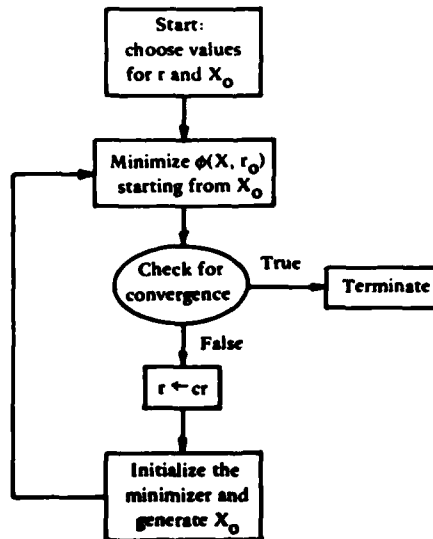 Start:
choose values
for r and X₀
Minimize ϕ(X, r₀)
starting from X₀
Check for
convergence
True
Terminate
False
r ← cr
Initialize the
minimizer and
generate X₀